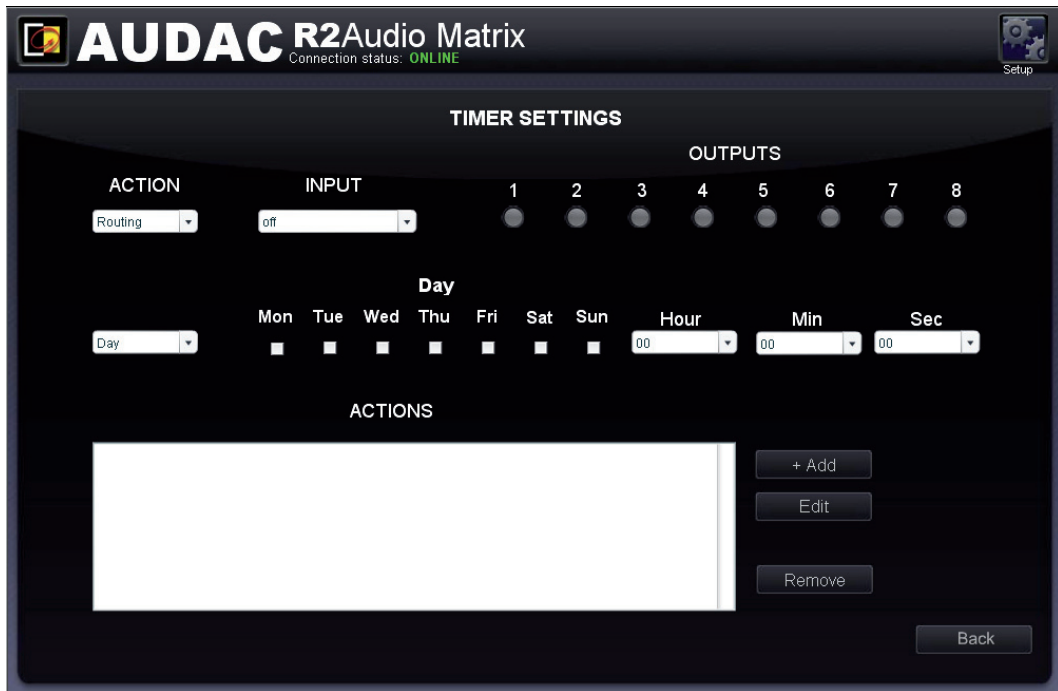 AUDAC R2Audio Matrix
Connection status: ONLINE
Setup
TIMER SETTINGS
OUTPUTS
ACTION INPUT 1 2 3 4 5 6 7 8
Routing off
Day
Mon Tue Wed Thu Fri Sat Sun Hour Min Sec
Day 00 00 00
ACTIONS
+ Add
Edit
Remove
Back